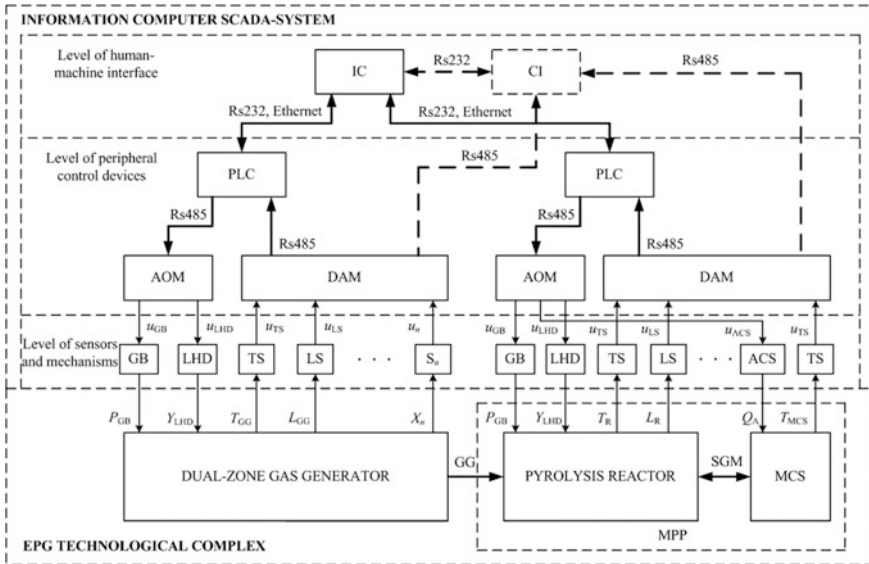 INFORMATION COMPUTER SCADA-SYSTEM
Level of human-
machine interface
IC
Rs232
CI
Rs485
Rs232, Ethernet
Rs232, Ethernet
Level of peripheral
control devices
PLC
Rs485
PLC
Rs485
Rs485
Rs485
Rs485
AOM
DAM
AOM
DAM
Level of sensors
and mechanisms
uGB
uLHD
uTS
uLS
un
uGB
uLHD
uTS
uLS
uACS
uTS
GB
LHD
TS
LS
. . .
Sn
GB
LHD
TS
LS
. . .
ACS
TS
PGB
YLHD
TGG
LGG
Xn
PGB
YLHD
TR
LR
QA
TMCS
DUAL-ZONE GAS GENERATOR
GG
PYROLYSIS REACTOR
SGM
MCS
MPP
EPG TECHNOLOGICAL COMPLEX